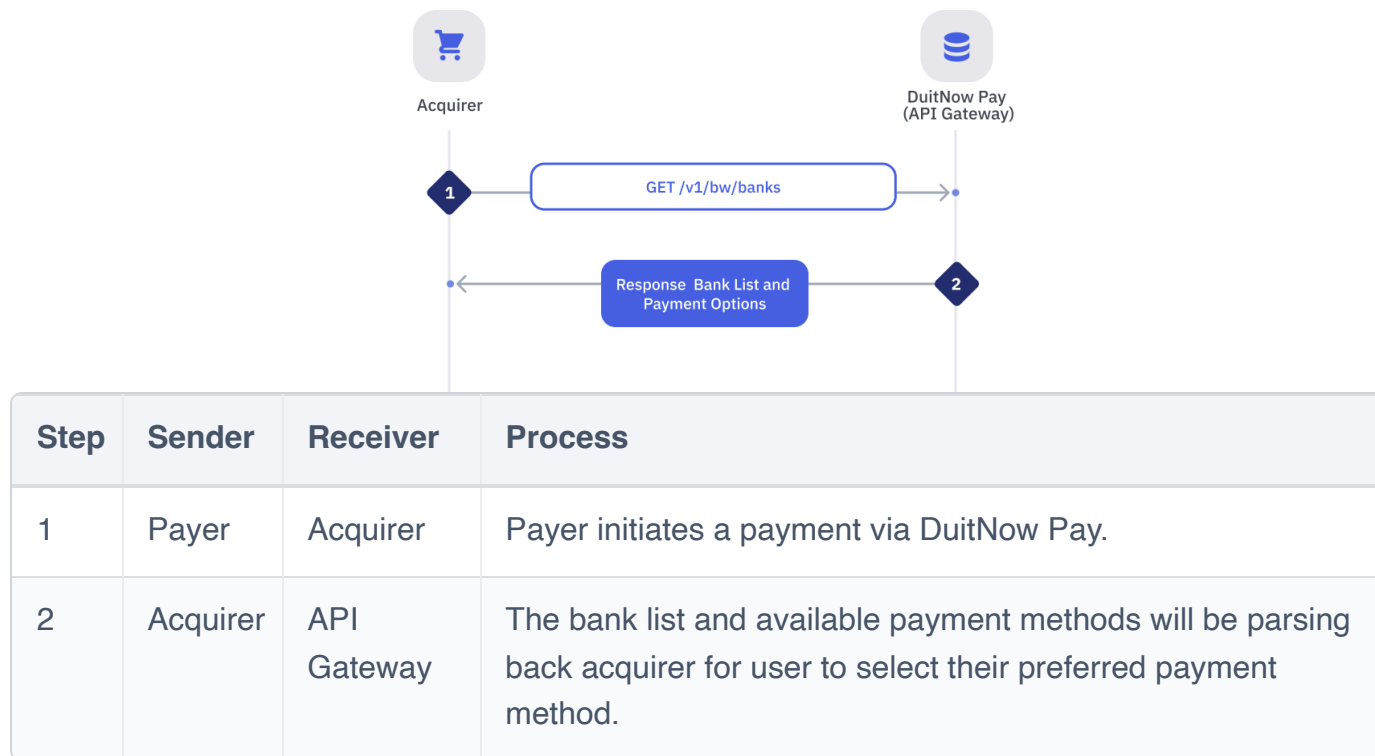 Acquirer
DuitNow Pay
(API Gateway)
1
GET /v1/bw/banks
Response Bank List and
Payment Options
2
Step Sender Receiver Process
1 Payer Acquirer Payer initiates a payment via DuitNow Pay.
2 Acquirer API The bank list and available payment methods will be parsing
Gateway back acquirer for user to select their preferred payment
method.